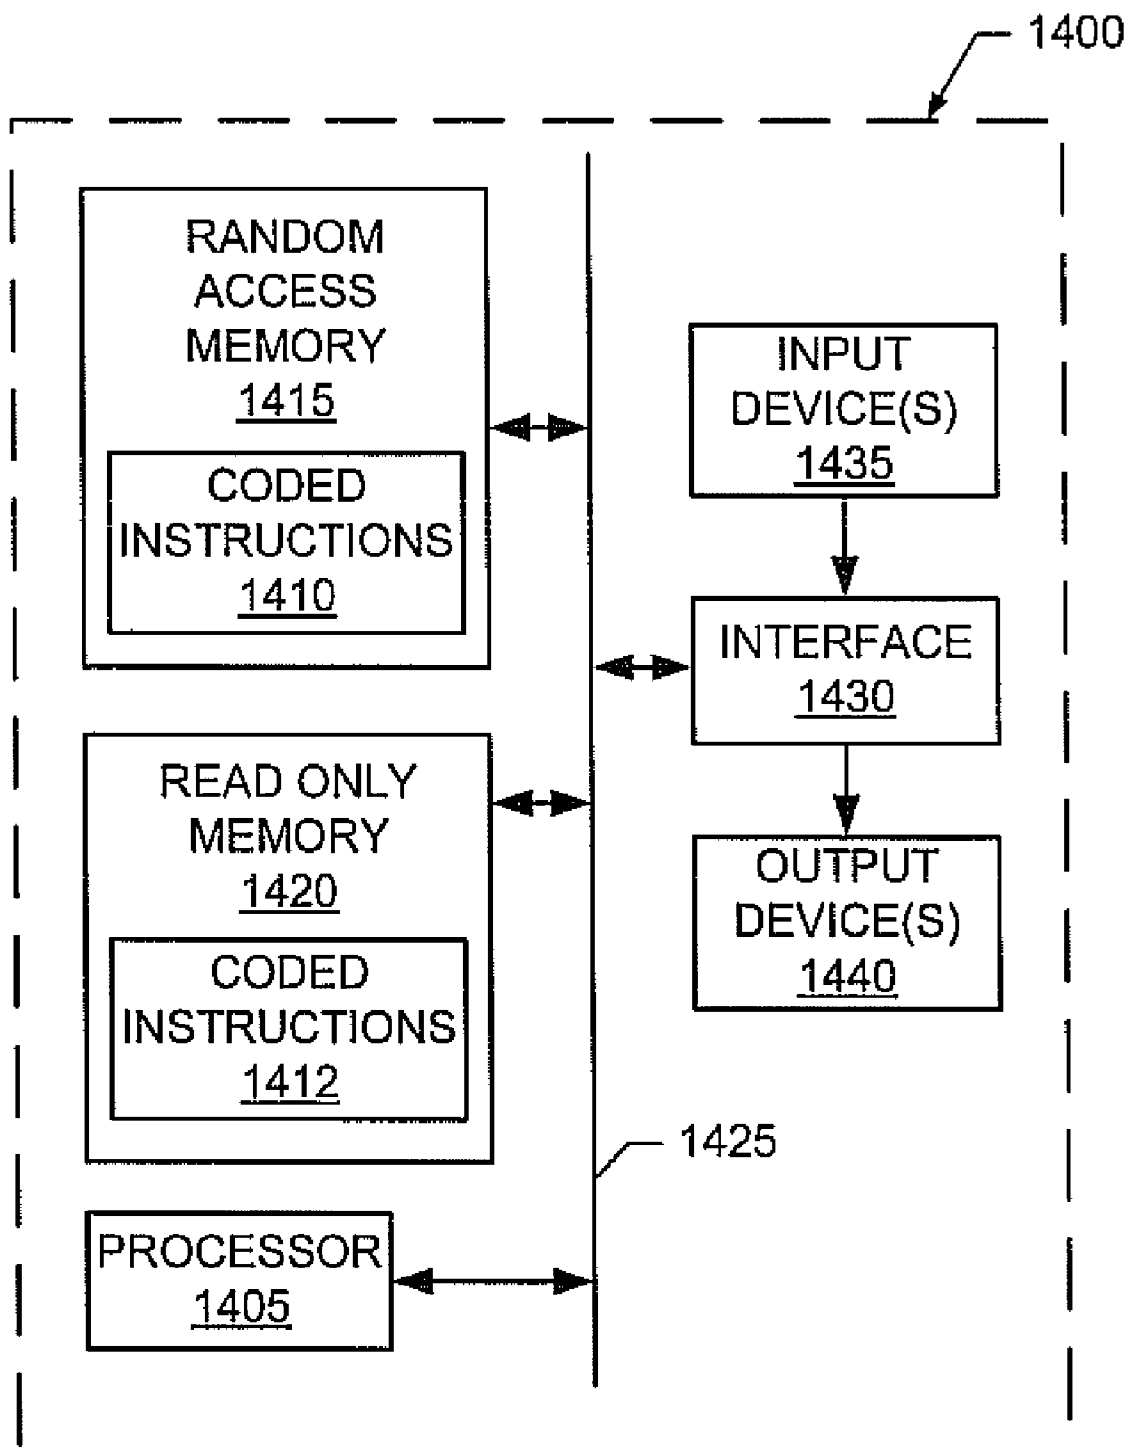 1400
RANDOM
ACCESS
MEMORY
1415
CODED
INSTRUCTIONS
1410
INPUT
DEVICE(S)
1435
INTERFACE
1430
READ ONLY
MEMORY
1420
CODED
INSTRUCTIONS
1412
OUTPUT
DEVICE(S)
1440
1425
PROCESSOR
1405